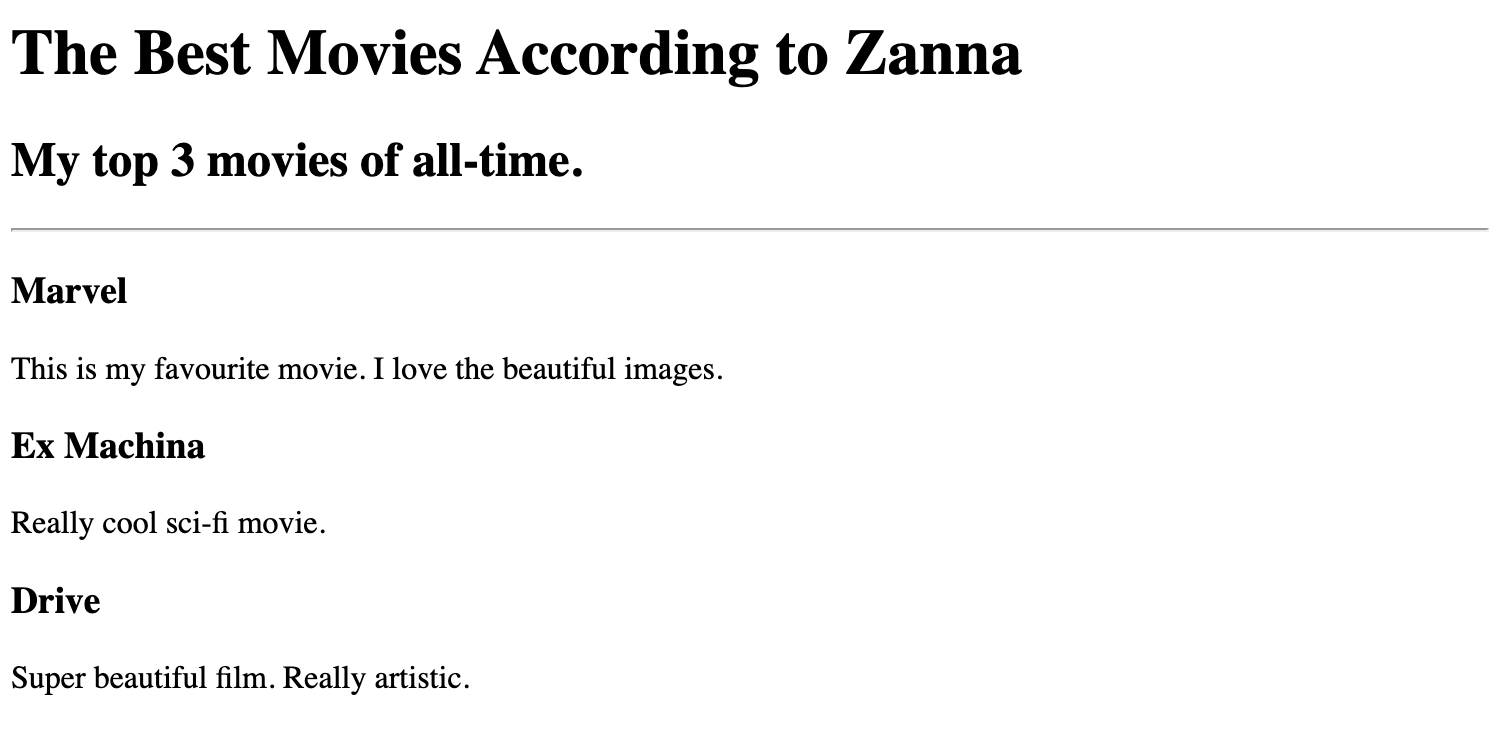 The Best Movies According to Zanna
My top 3 movies of all-time.
Marvel
This is my favourite movie. I love the beautiful images.
Ex Machina
Really cool sci-fi movie.
Drive
Super beautiful film. Really artistic.